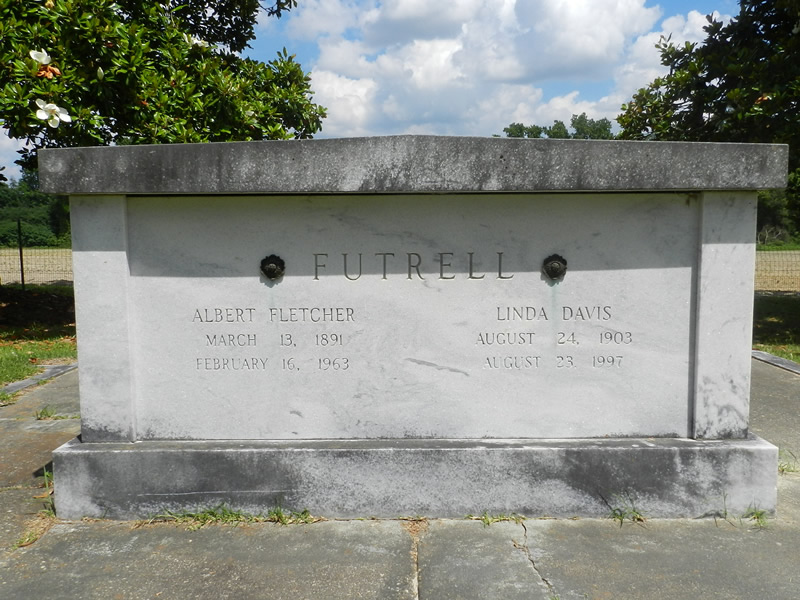 FUTRELL
ALBERT FLETCHER
MARCH 13, 1891
FEBRUARY 16, 1963
LINDA DAVIS
AUGUST 24, 1903
AUGUST 23, 1997